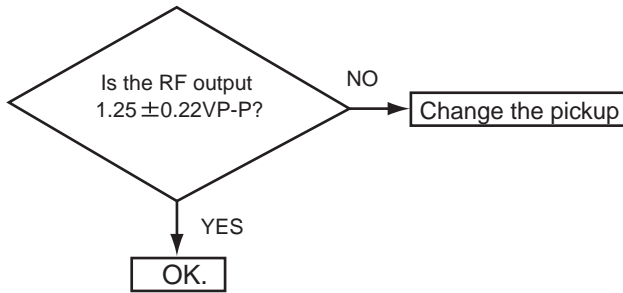 Is the RF output
1.25±0.22VP-P?
NO
Change the pickup
YES
OK.